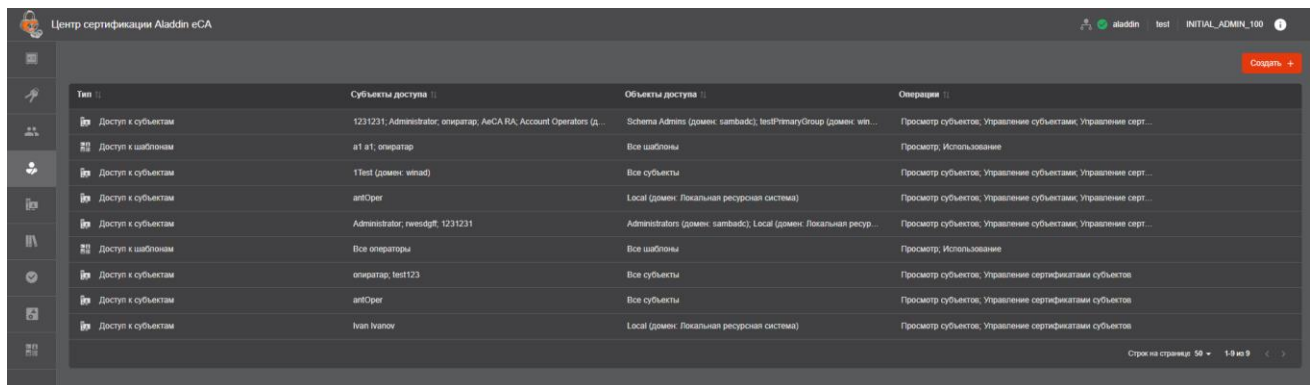 Центр сертификации Aladdin eCA aladdin test INITIAL_ADMIN_100
Создать +
Тип Субъекты доступа Объекты доступа Операции
Доступ к субъектам 1231231; Administrator; оператар; AeCA RA; Account Operators (д... Schema Admins (домен: sambadc); testPrimaryGroup (домен: win... Просмотр субъектов; Управление субъектами; Управление серт...
Доступ к шаблонам a1 a1; оператар Все шаблоны Просмотр; Использование
Доступ к субъектам 1Test (домен: winad) Все субъекты Просмотр субъектов; Управление субъектами; Управление серт...
Доступ к субъектам antOper Local (домен: Локальная ресурсная система) Просмотр субъектов; Управление субъектами; Управление серт...
Доступ к субъектам Administrator; rwesdgff; 1231231 Administrators (домен: sambadc); Local (домен: Локальная ресур... Просмотр субъектов; Управление субъектами; Управление серт...
Доступ к шаблонам Все операторы Все шаблоны Просмотр; Использование
Доступ к субъектам оператар; test123 Все субъекты Просмотр субъектов; Управление сертификатами субъектов
Доступ к субъектам antOper Все субъекты Просмотр субъектов; Управление сертификатами субъектов
Доступ к субъектам Ivan Ivanov Local (домен: Локальная ресурсная система) Просмотр субъектов; Управление сертификатами субъектов
Строк на странице 50 1-9 из 9